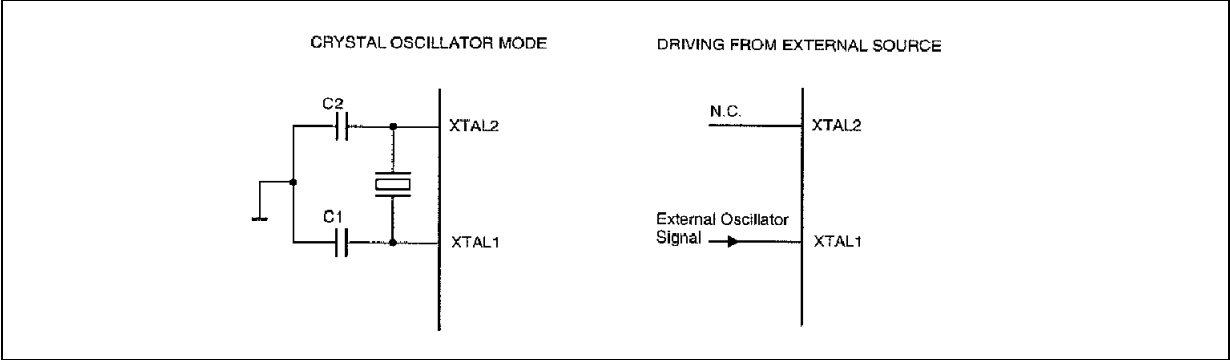 CRYSTAL OSCILLATOR MODE
C2
XTAL2
C1
XTAL1
DRIVING FROM EXTERNAL SOURCE
N.C.
XTAL2
External Oscillator
Signal
XTAL1